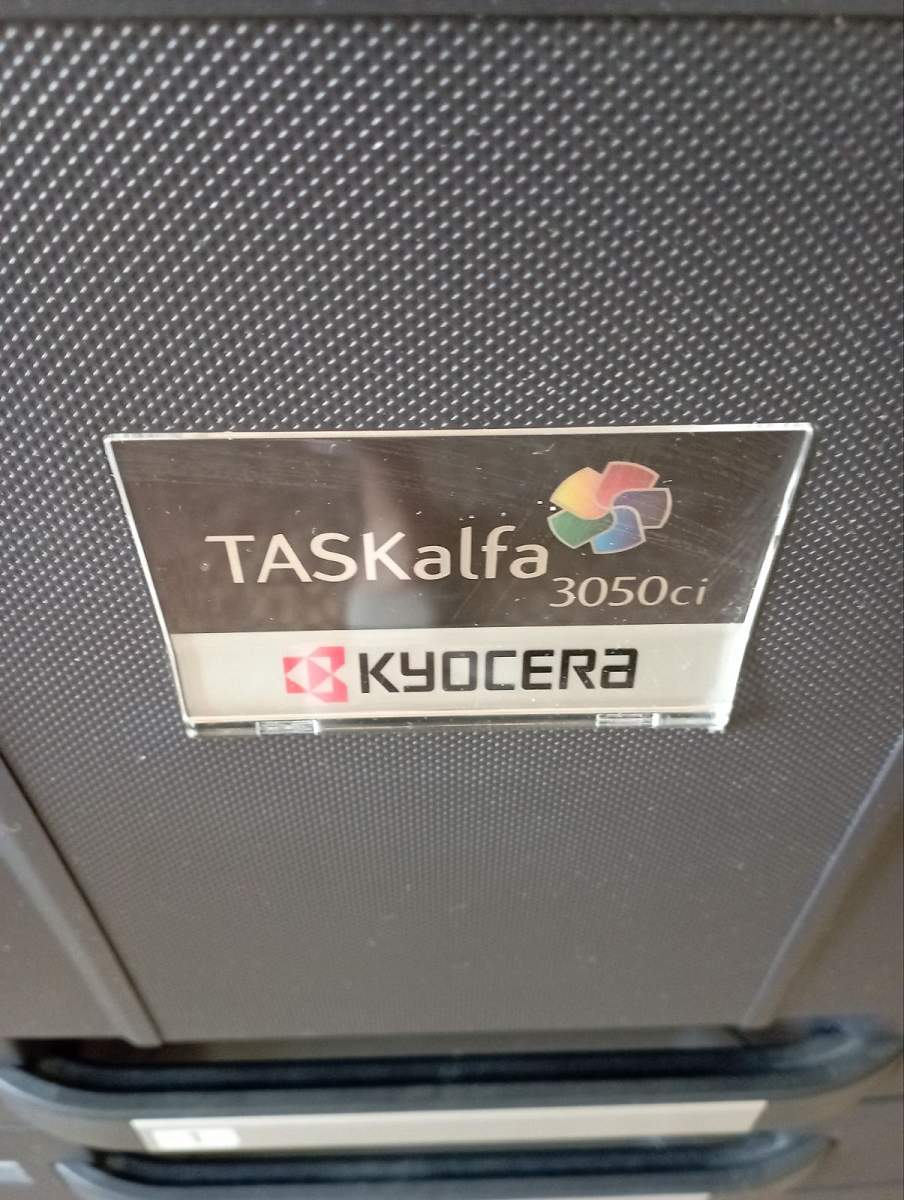 TASKalfa
3050ci
KYOCERA
1